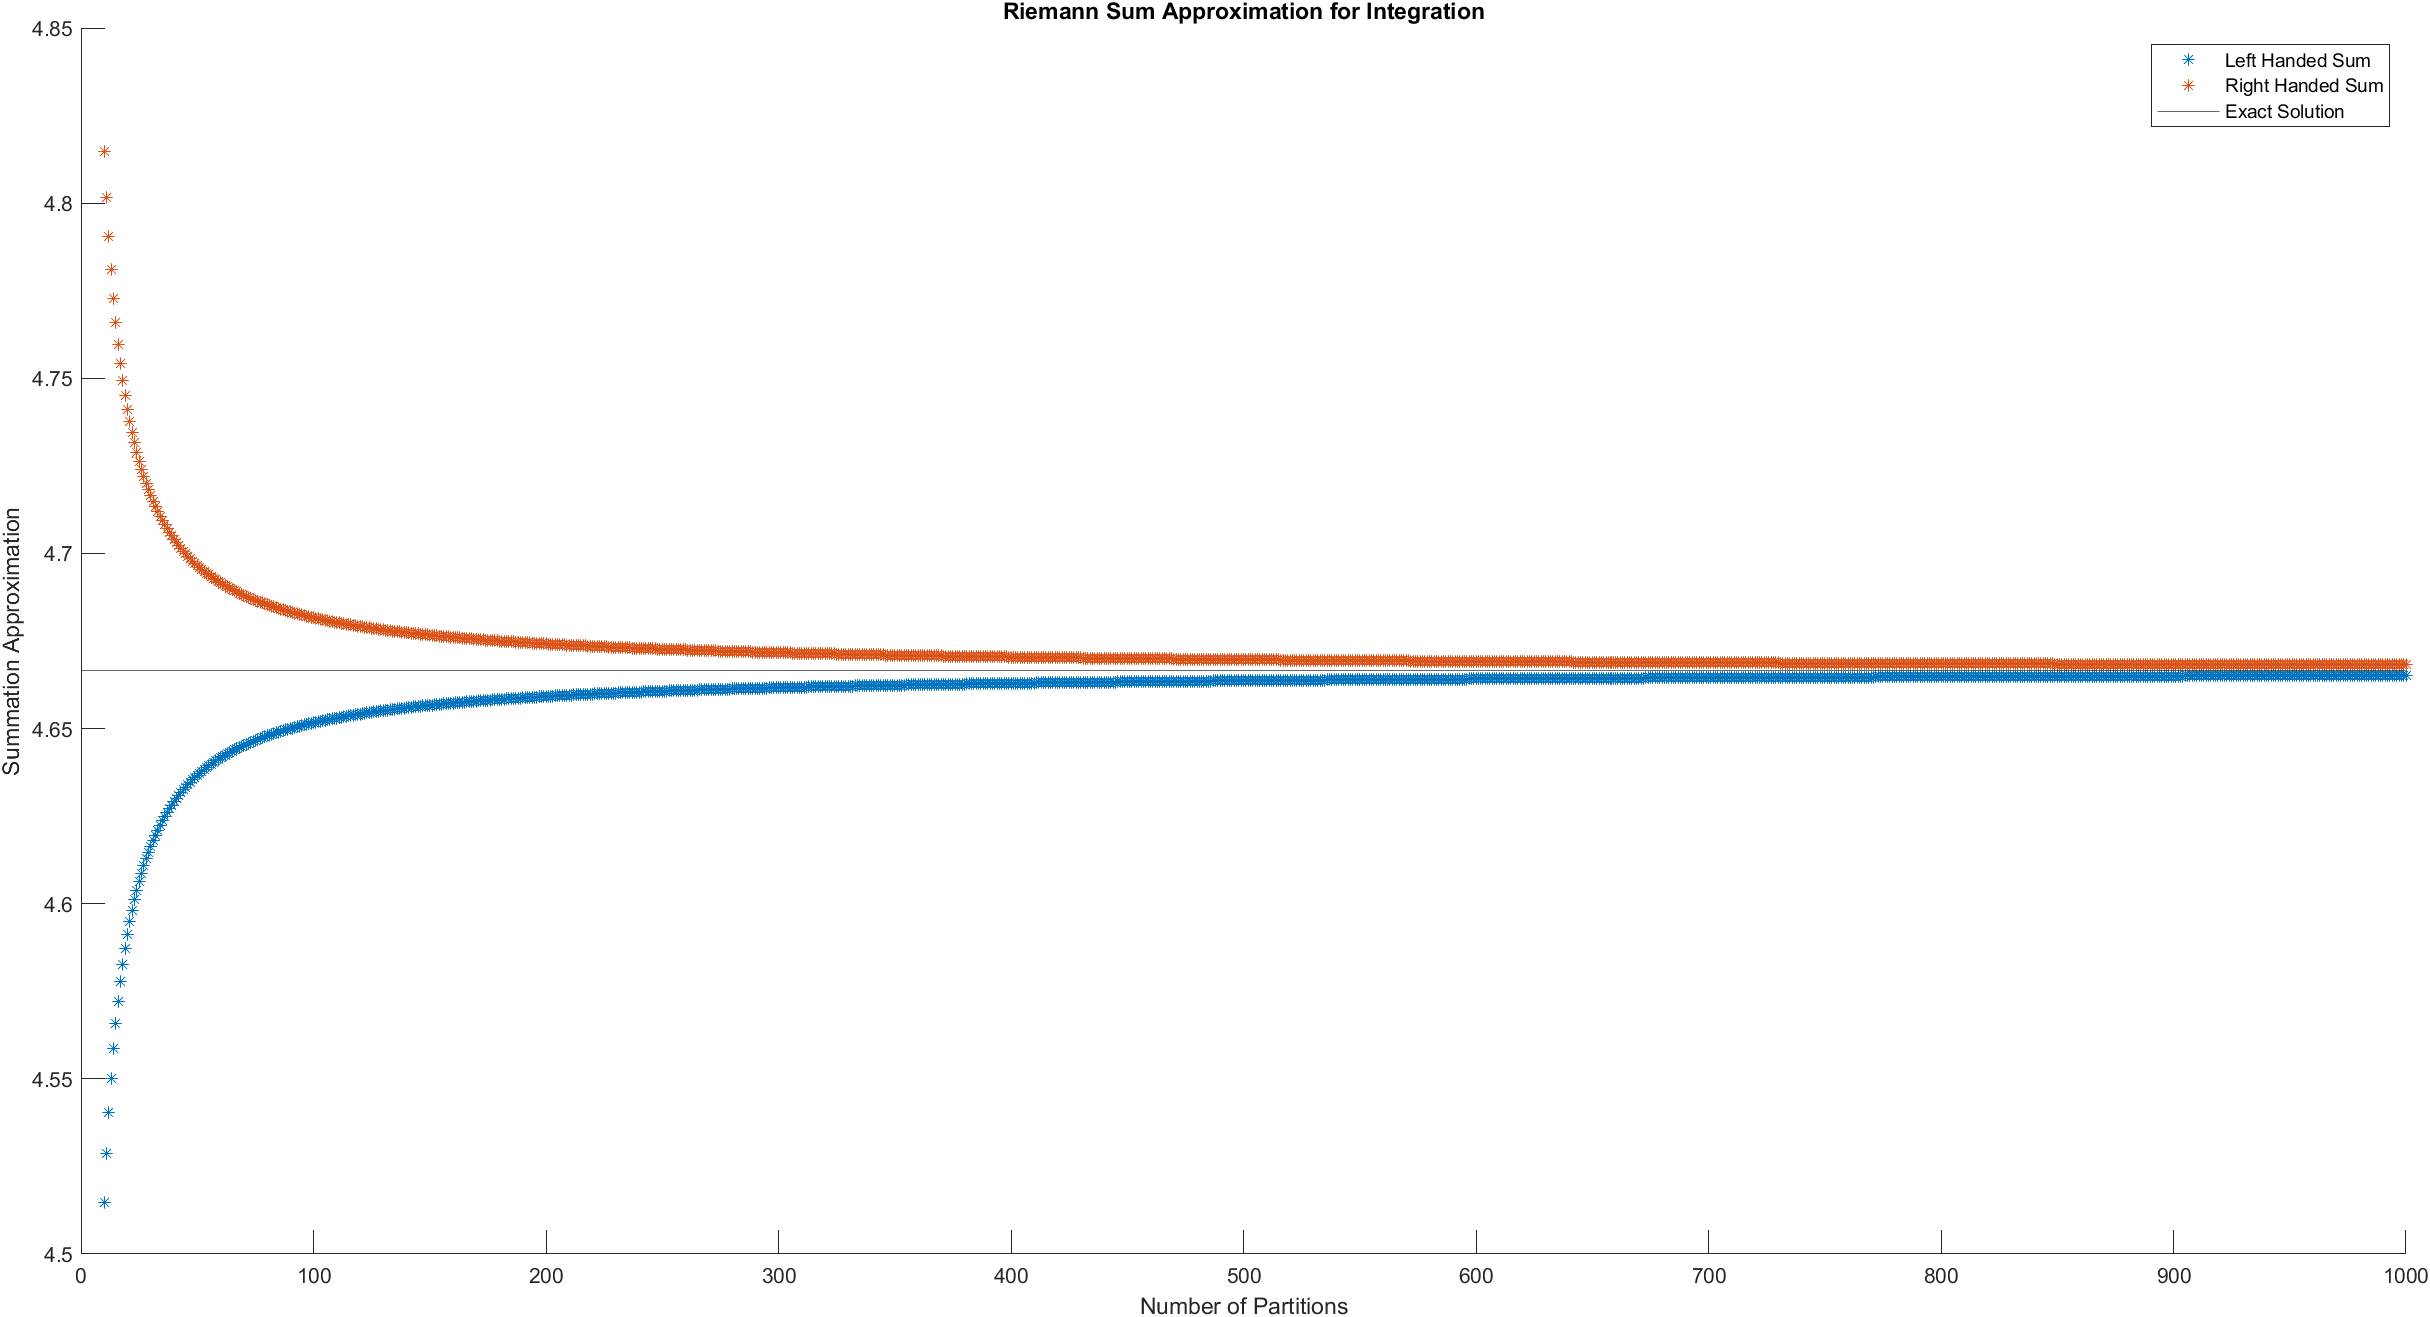 Riemann Sum Approximation for Integration
Left Handed Sum
Right Handed Sum
Exact Solution
Summation Approximation
4.85
4.8
4.75
4.7
4.65
4.6
4.55
4.5
0 100 200 300 400 500 600 700 800 900 1000
Number of Partitions